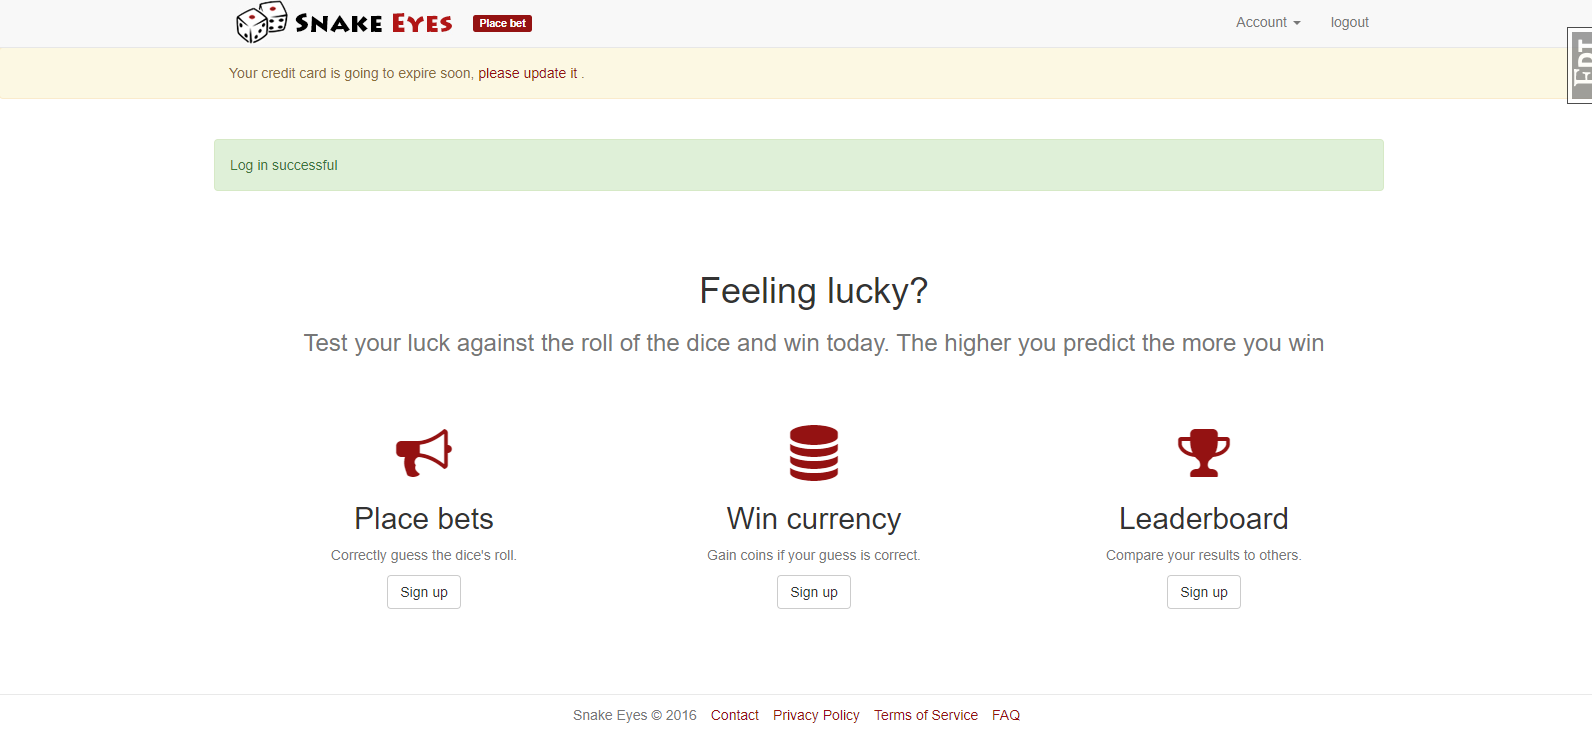 Snake Eyes Place bet Account logout
Your credit card is going to expire soon, please update it .
Log in successful
Feeling lucky?
Test your luck against the roll of the dice and win today. The higher you predict the more you win
Place bets Win currency Leaderboard
Correctly guess the dice's roll. Gain coins if your guess is correct. Compare your results to others.
Sign up Sign up Sign up
Snake Eyes © 2016 Contact Privacy Policy Terms of Service FAQ